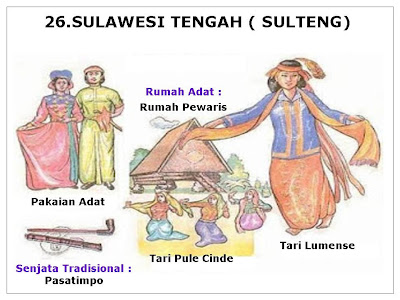 26.SULAWESI TENGAH ( SULTENG)
Rumah Adat :
Rumah Pewaris
Pakaian Adat
Tari Lumense
Tari Pule Cinde
Senjata Tradisional :
Pasatimpo